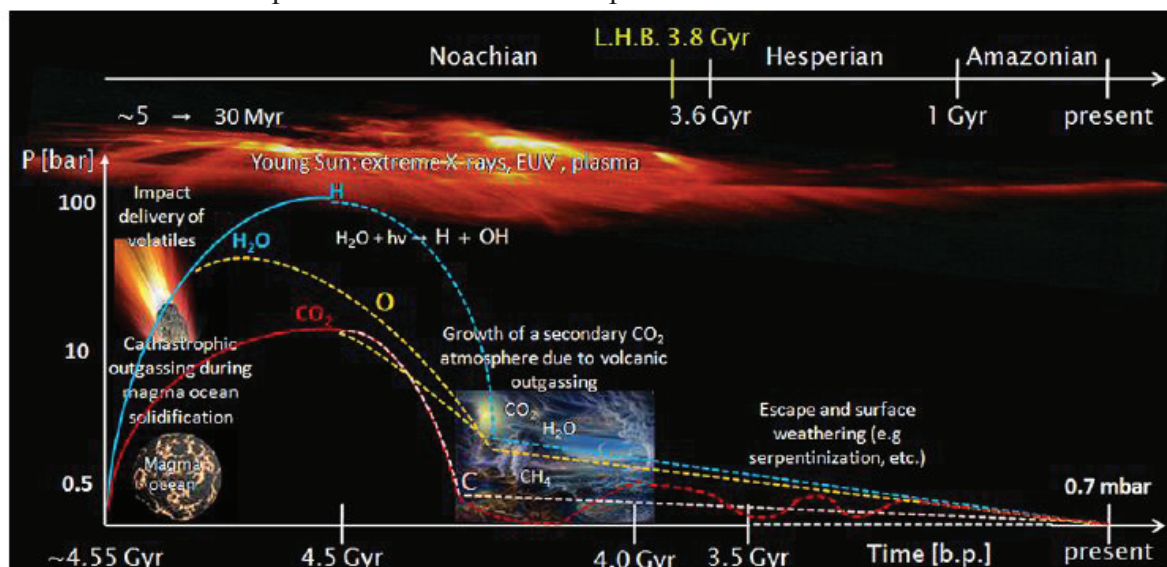 L.H.B. 3.8 Gyr
Noachian
Hesperian
Amazonian
3.6 Gyr
1 Gyr
present
~5 → 30 Myr
Young Sun: extreme X-rays, EUV , plasma
P [bar]
100
10
0.5
Impact
delivery of
volatiles
H
H₂O
H₂O + hν → H + OH
O
CO₂
Cathastrophic
outgassing during
magma ocean
solidification
Magma
ocean
Growth of a secondary CO₂
atmosphere due to volcanic
outgassing
CO₂
H₂O
CH₄
C
Escape and surface
weathering (e.g
serpentinization, etc.)
0.7 mbar
~4.55 Gyr
4.5 Gyr
4.0 Gyr
3.5 Gyr
Time [b.p.]
present